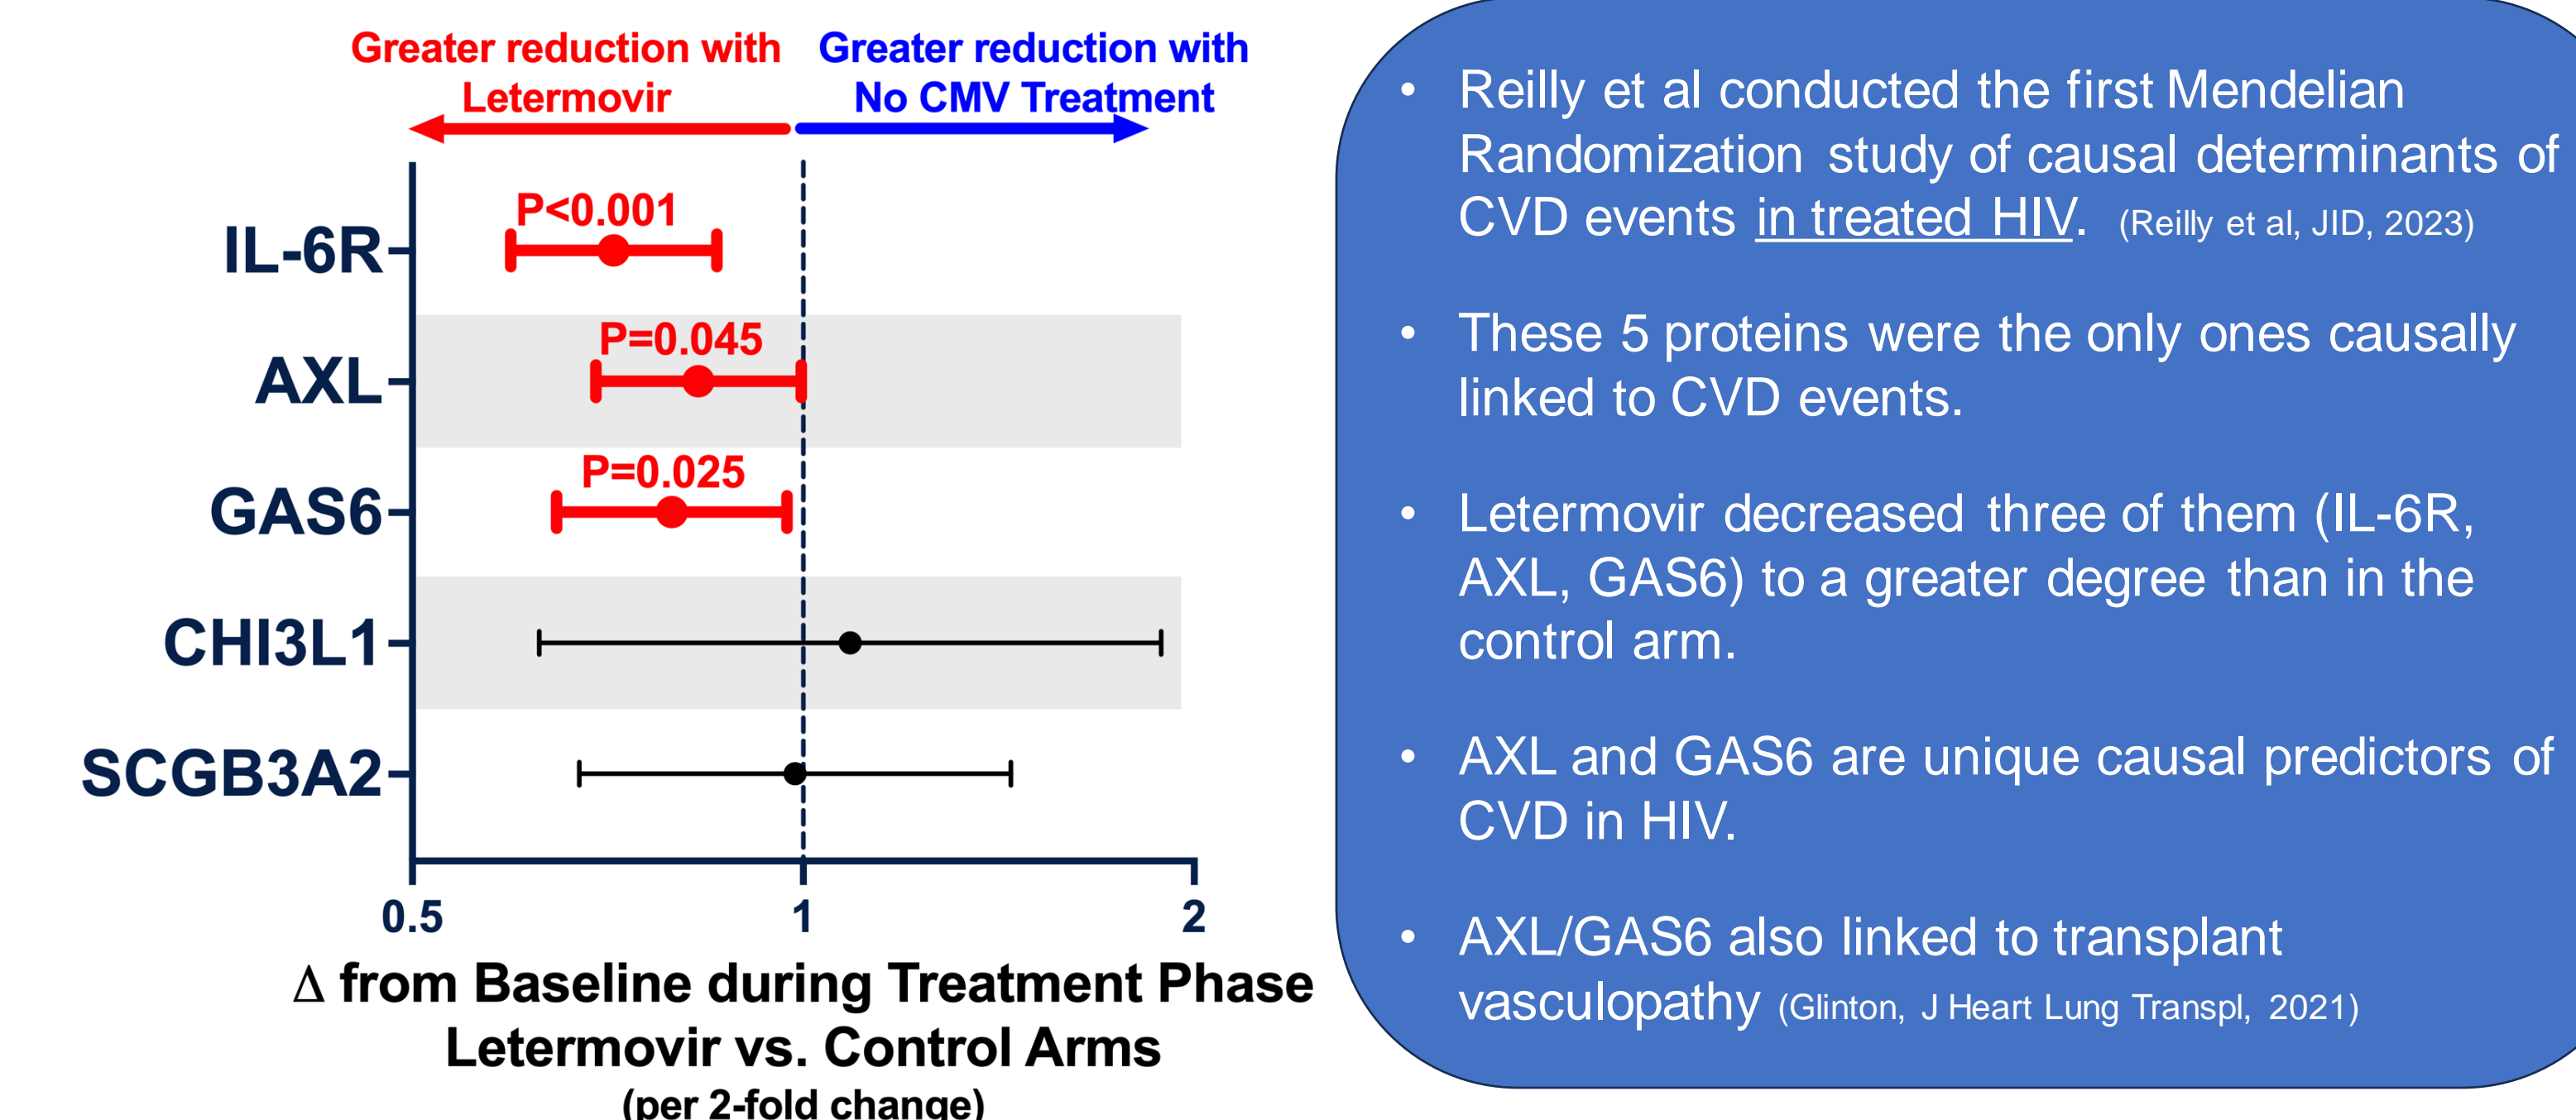 Greater reduction with
Letermovir
Greater reduction with
No CMV Treatment
P<0.001
IL-6R
P=0.045
AXL
P=0.025
GAS6
CHI3L1
SCGB3A2
0.5
1
2
Δ from Baseline during Treatment Phase
Letermovir vs. Control Arms
(per 2-fold change)
• Reilly et al conducted the first Mendelian
Randomization study of causal determinants of
CVD events in treated HIV. (Reilly et al, JID, 2023)
• These 5 proteins were the only ones causally
linked to CVD events.
• Letermovir decreased three of them (IL-6R,
AXL, GAS6) to a greater degree than in the
control arm.
• AXL and GAS6 are unique causal predictors of
CVD in HIV.
• AXL/GAS6 also linked to transplant
vasculopathy (Glinton, J Heart Lung Transpl, 2021)